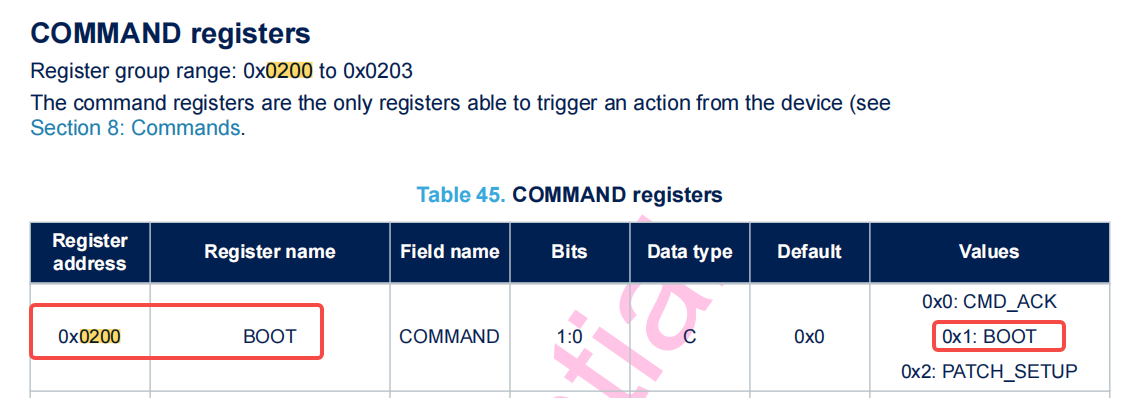 COMMAND registers
Register group range: 0x0200 to 0x0203
The command registers are the only registers able to trigger an action from the device (see
Section 8: Commands.
Table 45. COMMAND registers
Register address Register name Field name Bits Data type Default Values
0x0200 BOOT COMMAND 1:0 C 0x0 0x0: CMD_ACK
0x1: BOOT
0x2: PATCH_SETUP